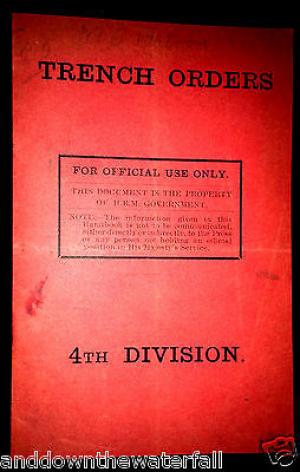 TRENCH ORDERS
FOR OFFICIAL USE ONLY.
THIS DOCUMENT IS THE PROPERTY
OF H.B.M. GOVERNMENT.
NOTE.—The information given in this
Handbook is not to be communicated,
either directly or indirectly, to the Press
or any person not holding an official
position in His Majesty's Service.
4TH DIVISION.
anddownthewaterfall